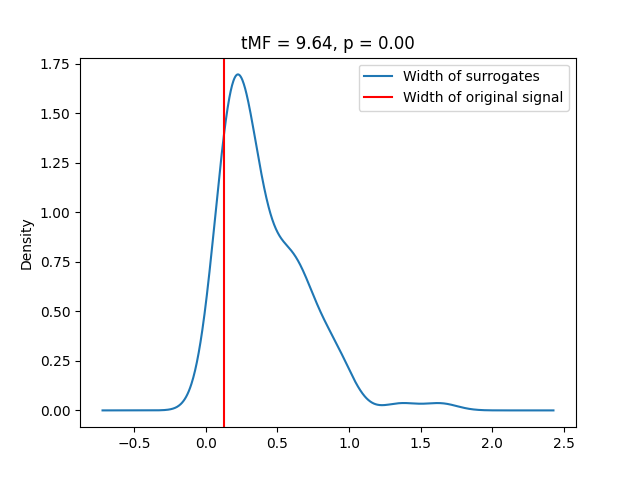 tMF = 9.64, p = 0.00
Width of surrogates
Width of original signal
Density
1.75
1.50
1.25
1.00
0.75
0.50
0.25
0.00
−0.5 0.0 0.5 1.0 1.5 2.0 2.5